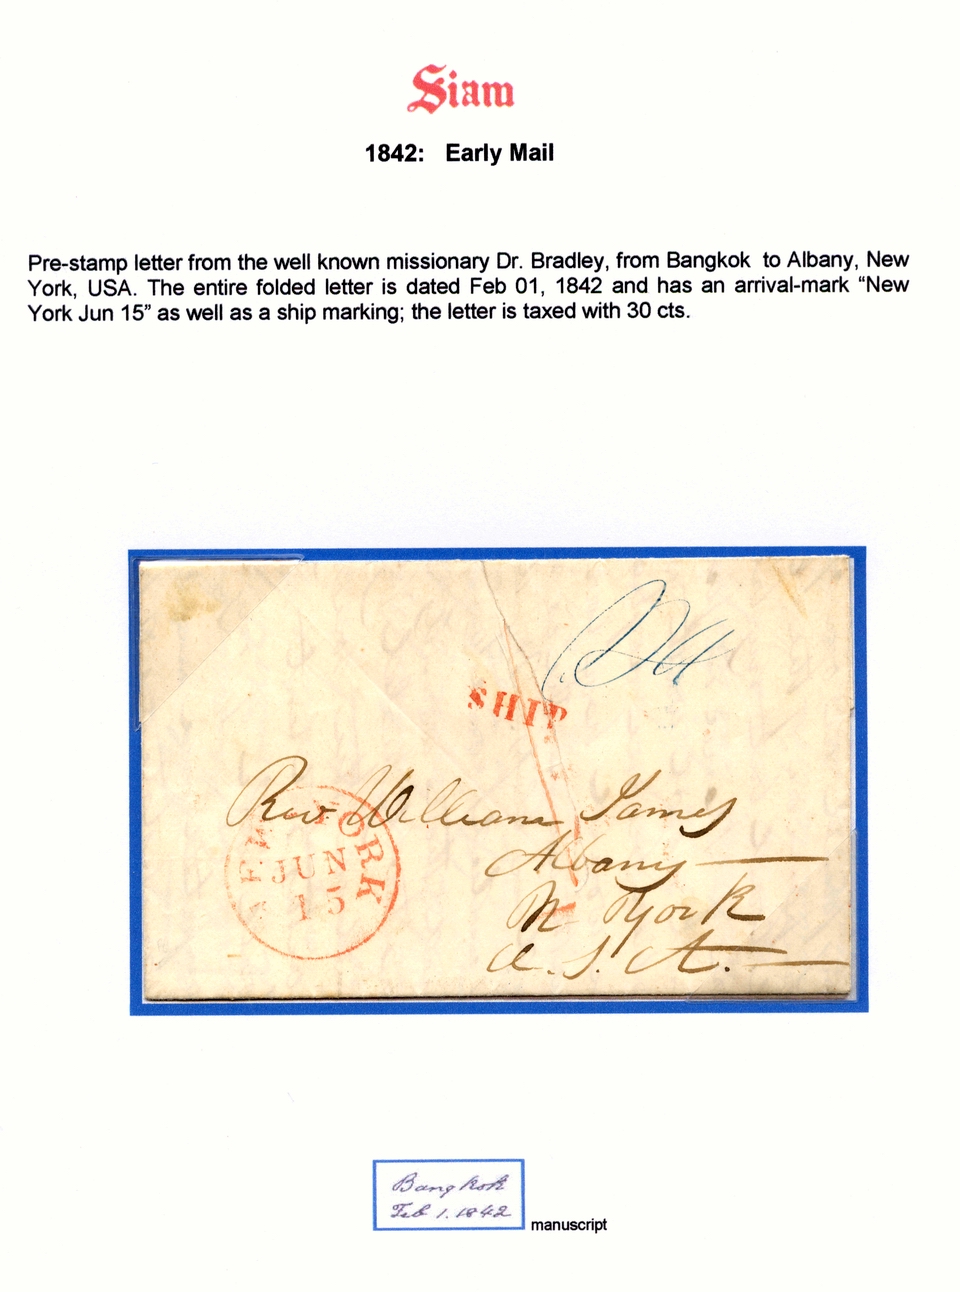 Siam
1842: Early Mail
Pre-stamp letter from the well known missionary Dr. Bradley, from Bangkok to Albany, New
York, USA. The entire folded letter is dated Feb 01, 1842 and has an arrival-mark “New
York Jun 15” as well as a ship marking; the letter is taxed with 30 cts.
SHIP
Rev. William James
Albany
N. York
U. S. A.
NEW YORK
JUN
15
Bangkok
Feb 1. 1842
manuscript